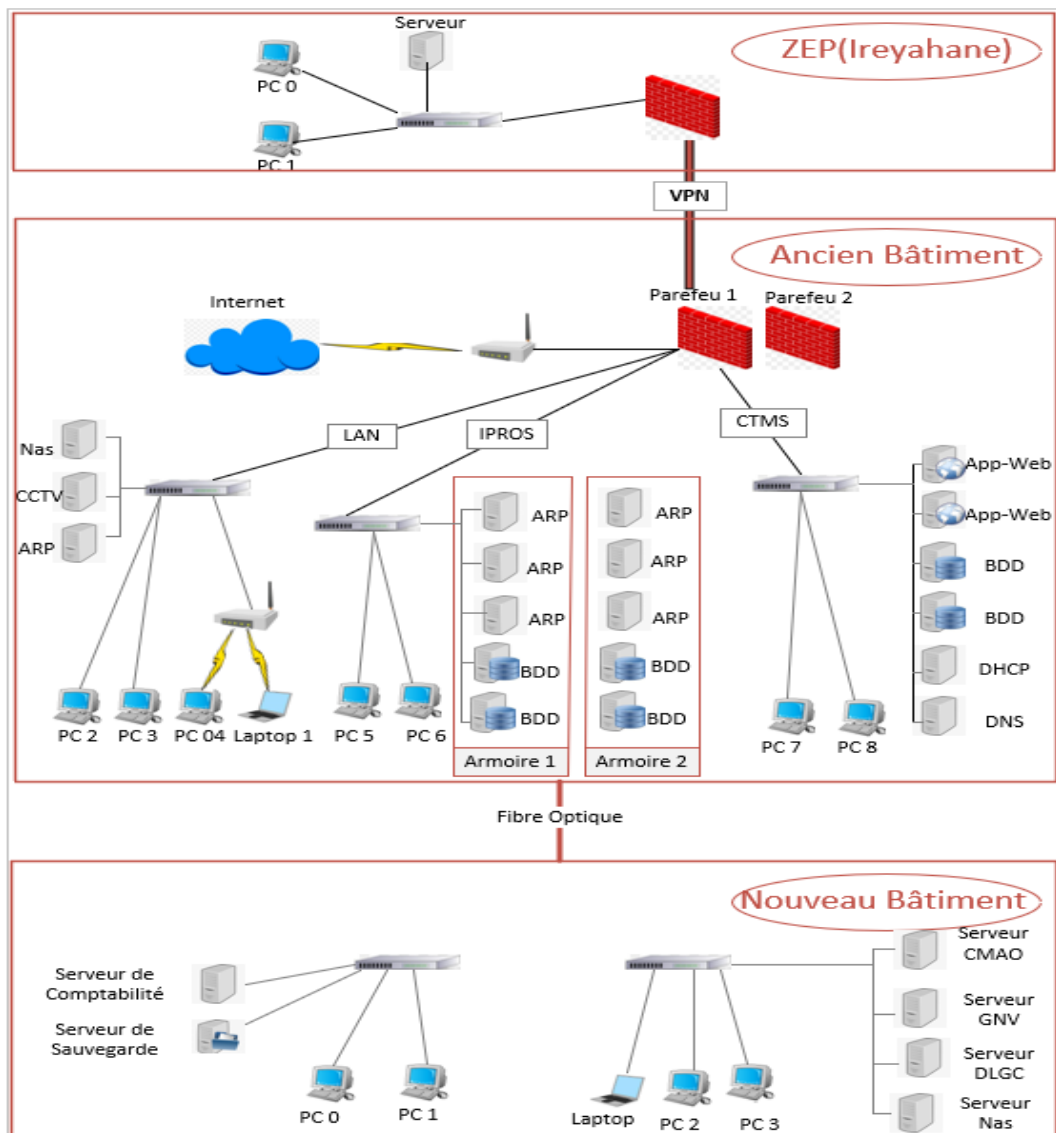 Serveur
ZEP(Ireyahane)
PC 0
PC 1
VPN
Ancien Bâtiment
Parefeu 1
Parefeu 2
Internet
LAN
IPROS
CTMS
Nas
CCTV
ARP
ARP
ARP
ARP
BDD
BDD
Armoire 1
ARP
ARP
ARP
BDD
BDD
Armoire 2
App-Web
App-Web
BDD
BDD
DHCP
DNS
PC 2
PC 3
PC 04
Laptop 1
PC 5
PC 6
PC 7
PC 8
Fibre Optique
Nouveau Bâtiment
Serveur de
Comptabilité
Serveur de
Sauvegarde
PC 0
PC 1
Laptop
PC 2
PC 3
Serveur
CMAO
Serveur
GNV
Serveur
DLGC
Serveur
Nas